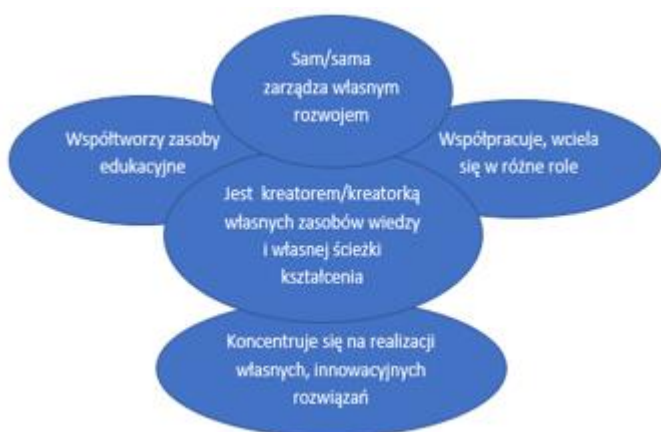 Sam/sama
zarządza własnym
rozwojem
Współtworzy zasoby
edukacyjne
Współpracuje, wciela
się w różne role
Jest kreatorem/kreatorką
własnych zasobów wiedzy
i własnej ścieżki
kształcenia
Koncentruje się na realizacji
własnych, innowacyjnych
rozwiązań